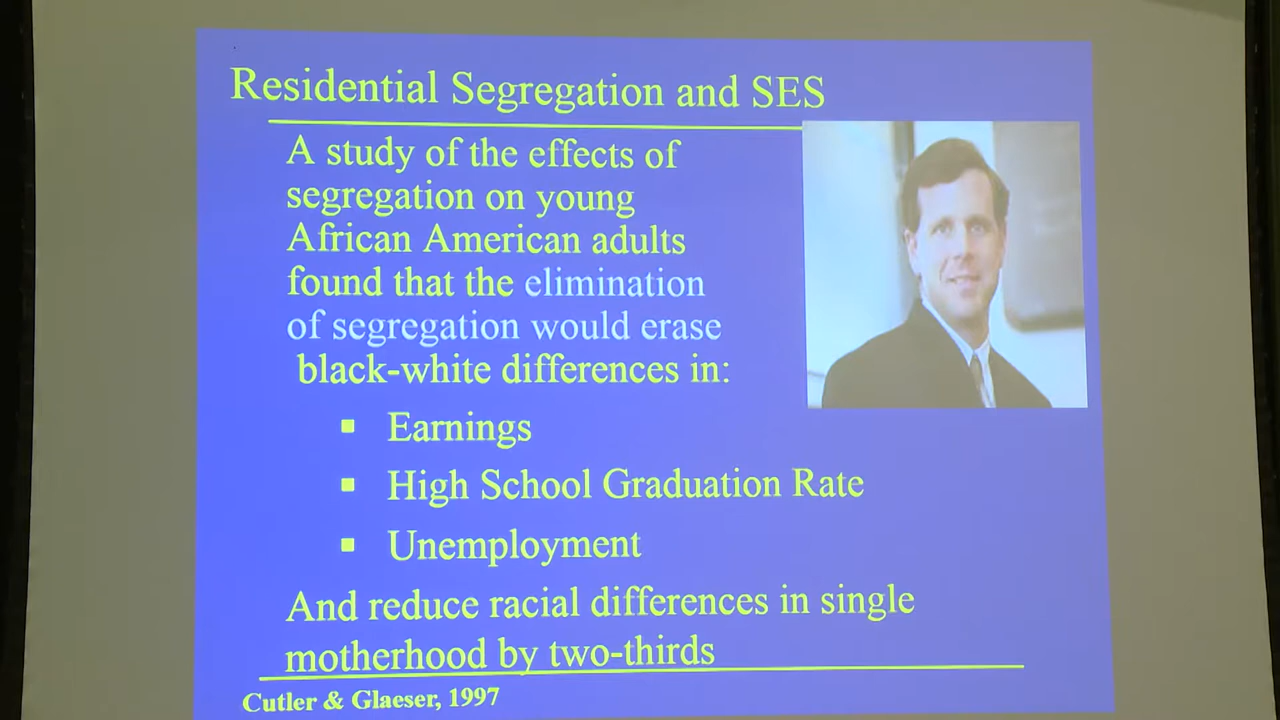 Residential Segregation and SES
A study of the effects of
segregation on young
African American adults
found that the elimination
of segregation would erase
black-white differences in:
▪ Earnings
▪ High School Graduation Rate
▪ Unemployment
And reduce racial differences in single
motherhood by two-thirds
Cutler & Glaeser, 1997